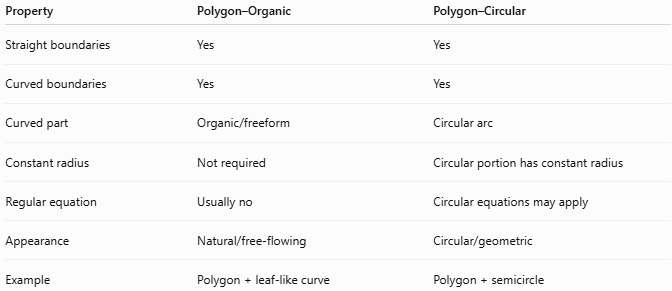 Property Polygon–Organic Polygon–Circular
Straight boundaries Yes Yes
Curved boundaries Yes Yes
Curved part Organic/freeform Circular arc
Constant radius Not required Circular portion has constant radius
Regular equation Usually no Circular equations may apply
Appearance Natural/free-flowing Circular/geometric
Example Polygon + leaf-like curve Polygon + semicircle